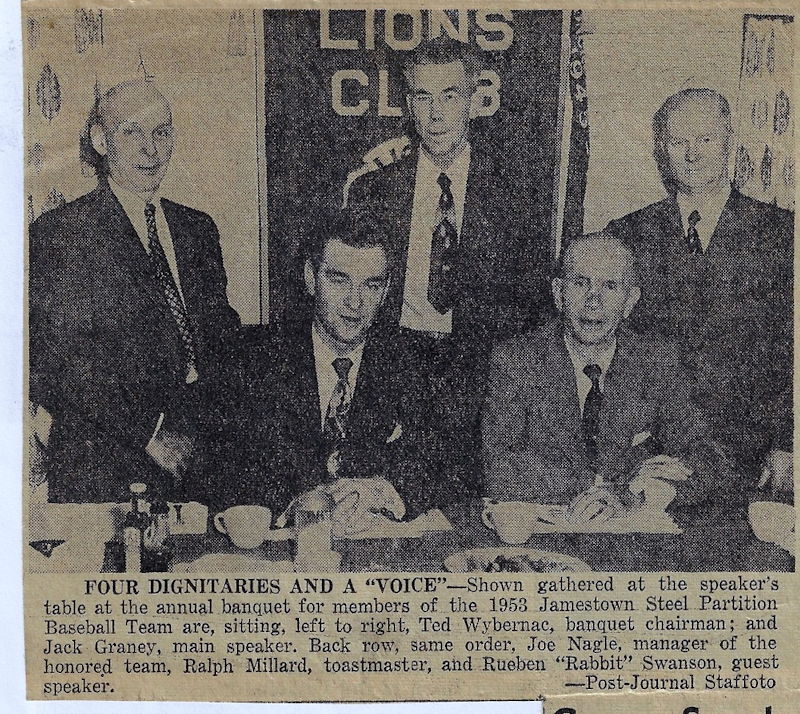 LIONS
CLUB
FOUR DIGNITARIES AND A "VOICE"—Shown gathered at the speaker's
table at the annual banquet for members of the 1953 Jamestown Steel Partition
Baseball Team are, sitting, left to right, Ted Wybernac, banquet chairman; and
Jack Graney, main speaker. Back row, same order, Joe Nagle, manager of the
honored team, Ralph Millard, toastmaster, and Rueben "Rabbit" Swanson, guest
speaker. —Post-Journal Staffoto